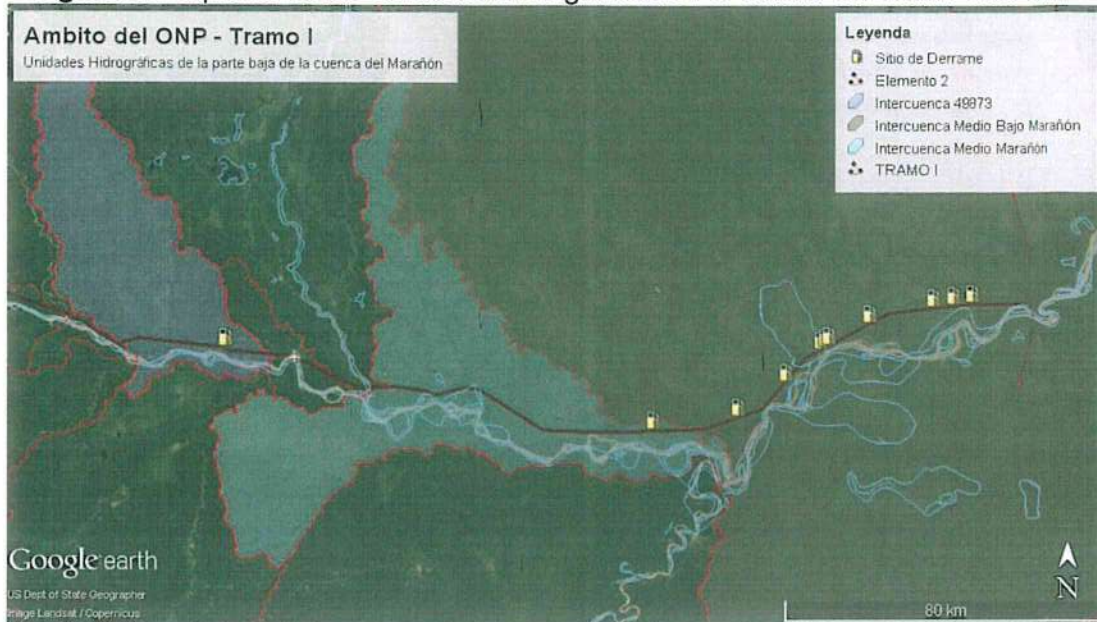 Ambito del ONP - Tramo I
Unidades Hidrográficas de la parte baja de la cuenca del Marañón
Leyenda
Sitio de Derrame
Elemento 2
Intercuenca 49873
Intercuenca Medio Bajo Marañón
Intercuenca Medio Marañón
TRAMO I
Google earth
US Dept of State Geographer
Image Landsat / Copernicus
N
80 km